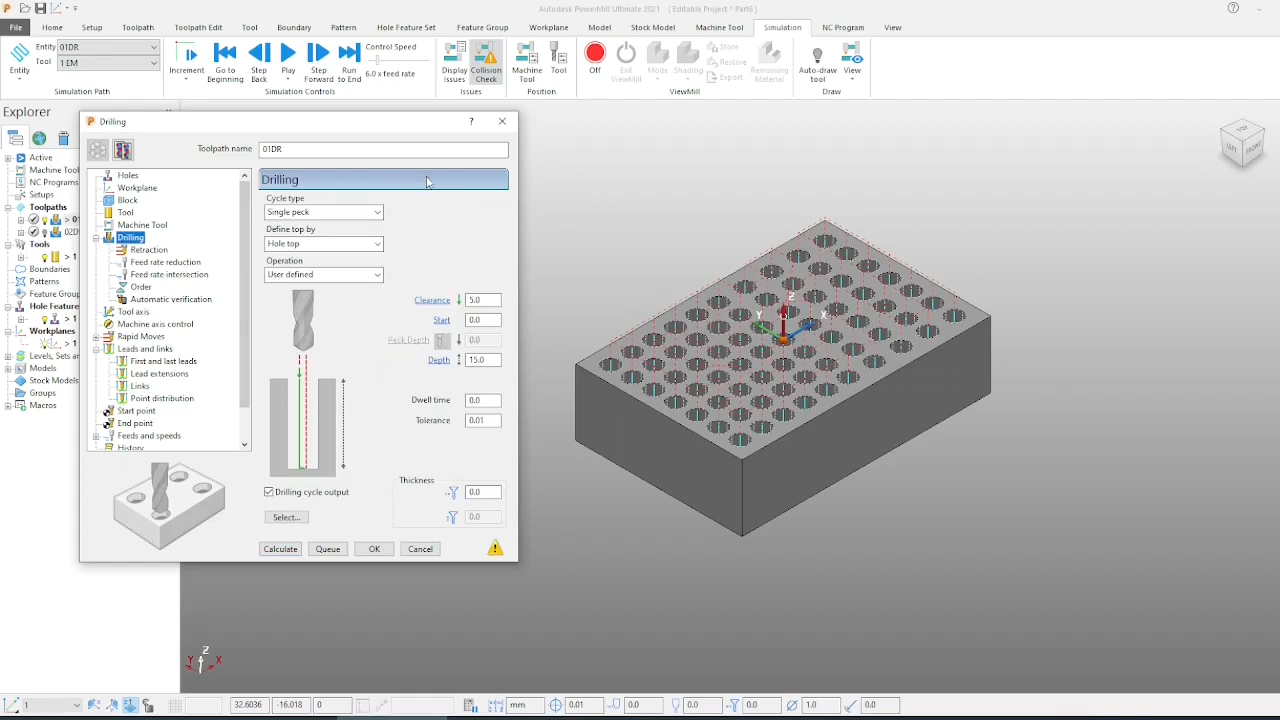 Autodesk PowerMill Ultimate 2021 [ Editable Project * Part6 ]
File Home Setup Toolpath Toolpath Edit Tool Boundary Pattern Hole Feature Set Feature Group Workplane Model Stock Model Machine Tool Simulation NC Program View
Entity 01DR
Tool 1 EM
Entity
Simulation Path
Increment
Go to Beginning
Step Back
Play
Step Forward
Run to End
Control Speed
6.0 x feed rate
Simulation Controls
Display Issues
Collision Check
Issues
Machine Tool
Tool
Position
Off
Exit ViewMill
Mode
Shading
Store
Restore
Export
Remaining Material
ViewMill
Auto-draw tool
View
Draw
Explorer
Active
Machine Tool
NC Programs
Setups
Toolpaths
> 01
> 02D
Tools
> 1
Boundaries
Patterns
Feature Group
Hole Feature
> 1
Workplanes
> 1
Levels, Sets an
Models
Stock Models
Groups
Macros
Drilling
?
Toolpath name 01DR
Holes
Workplane
Block
Tool
Machine Tool
Drilling
Retraction
Feed rate reduction
Feed rate intersection
Order
Automatic verification
Tool axis
Machine axis control
Rapid Moves
Leads and links
First and last leads
Lead extensions
Links
Point distribution
Start point
End point
Feeds and speeds
History
Drilling
Cycle type
Single peck
Define top by
Hole top
Operation
User defined
Clearance 5.0
Start 0.0
Peck Depth 0.0
Depth 15.0
Dwell time 0.0
Tolerance 0.01
Drilling cycle output
Select...
Thickness
0.0
0.0
Calculate Queue OK Cancel
TOP
LEFT
FRONT
Z
Y X
Z
Y X
1 32.6036 -16.018 0 mm 0.01 0.0 0.0 0.0 1.0 0.0